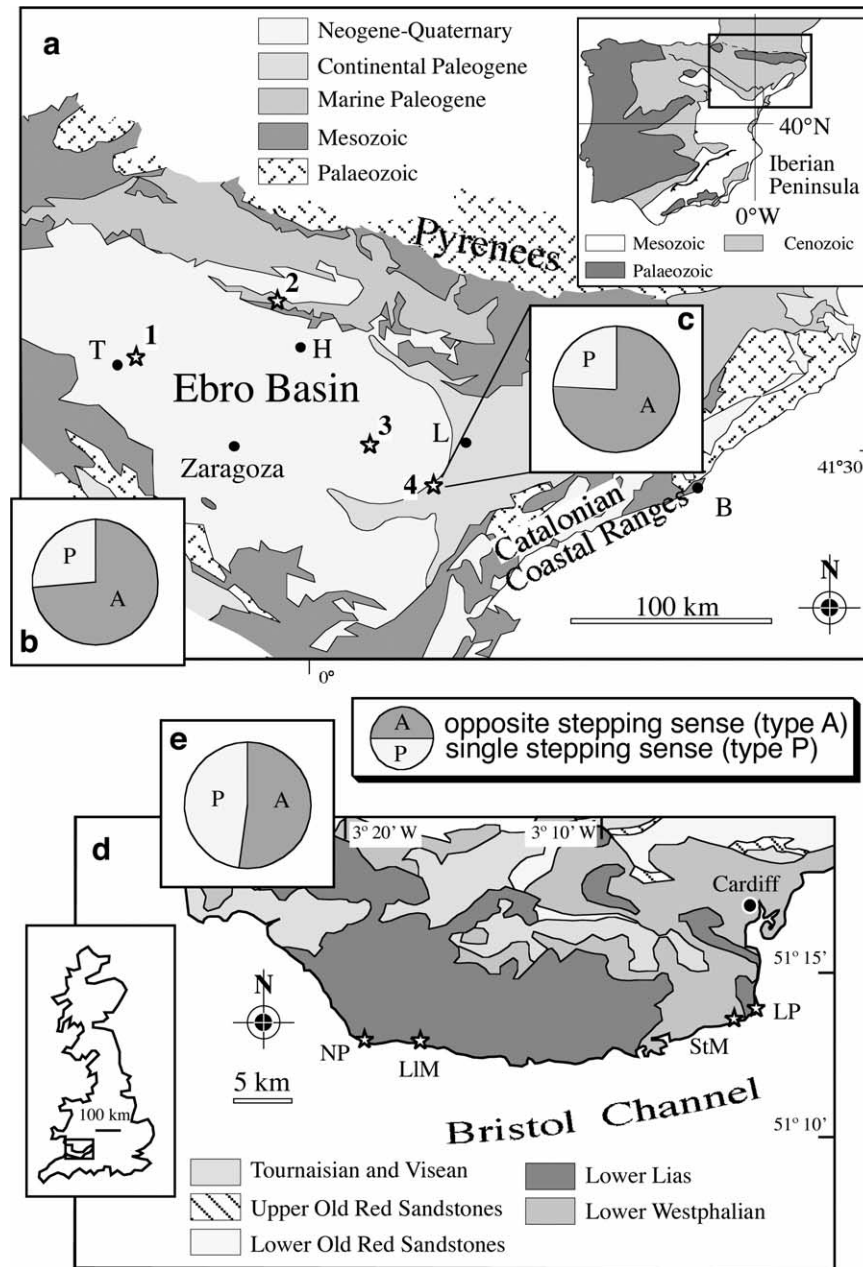 a
Neogene-Quaternary
Continental Paleogene
Marine Paleogene
Mesozoic
Palaeozoic
40°N
Iberian
Peninsula
0°W
Mesozoic
Cenozoic
Palaeozoic
Pyrenees
2
1
T
H
Ebro Basin
3
L
Zaragoza
4
c
P
A
41°30
B
Catalonian
Coastal Ranges
N
100 km
P
A
b
0°
A
P
opposite stepping sense (type A)
single stepping sense (type P)
e
P
A
d
3° 20' W
3° 10' W
Cardiff
51° 15'
N
NP
LlM
StM
LP
5 km
100 km
Bristol Channel
51° 10'
Tournaisian and Visean
Upper Old Red Sandstones
Lower Old Red Sandstones
Lower Lias
Lower Westphalian